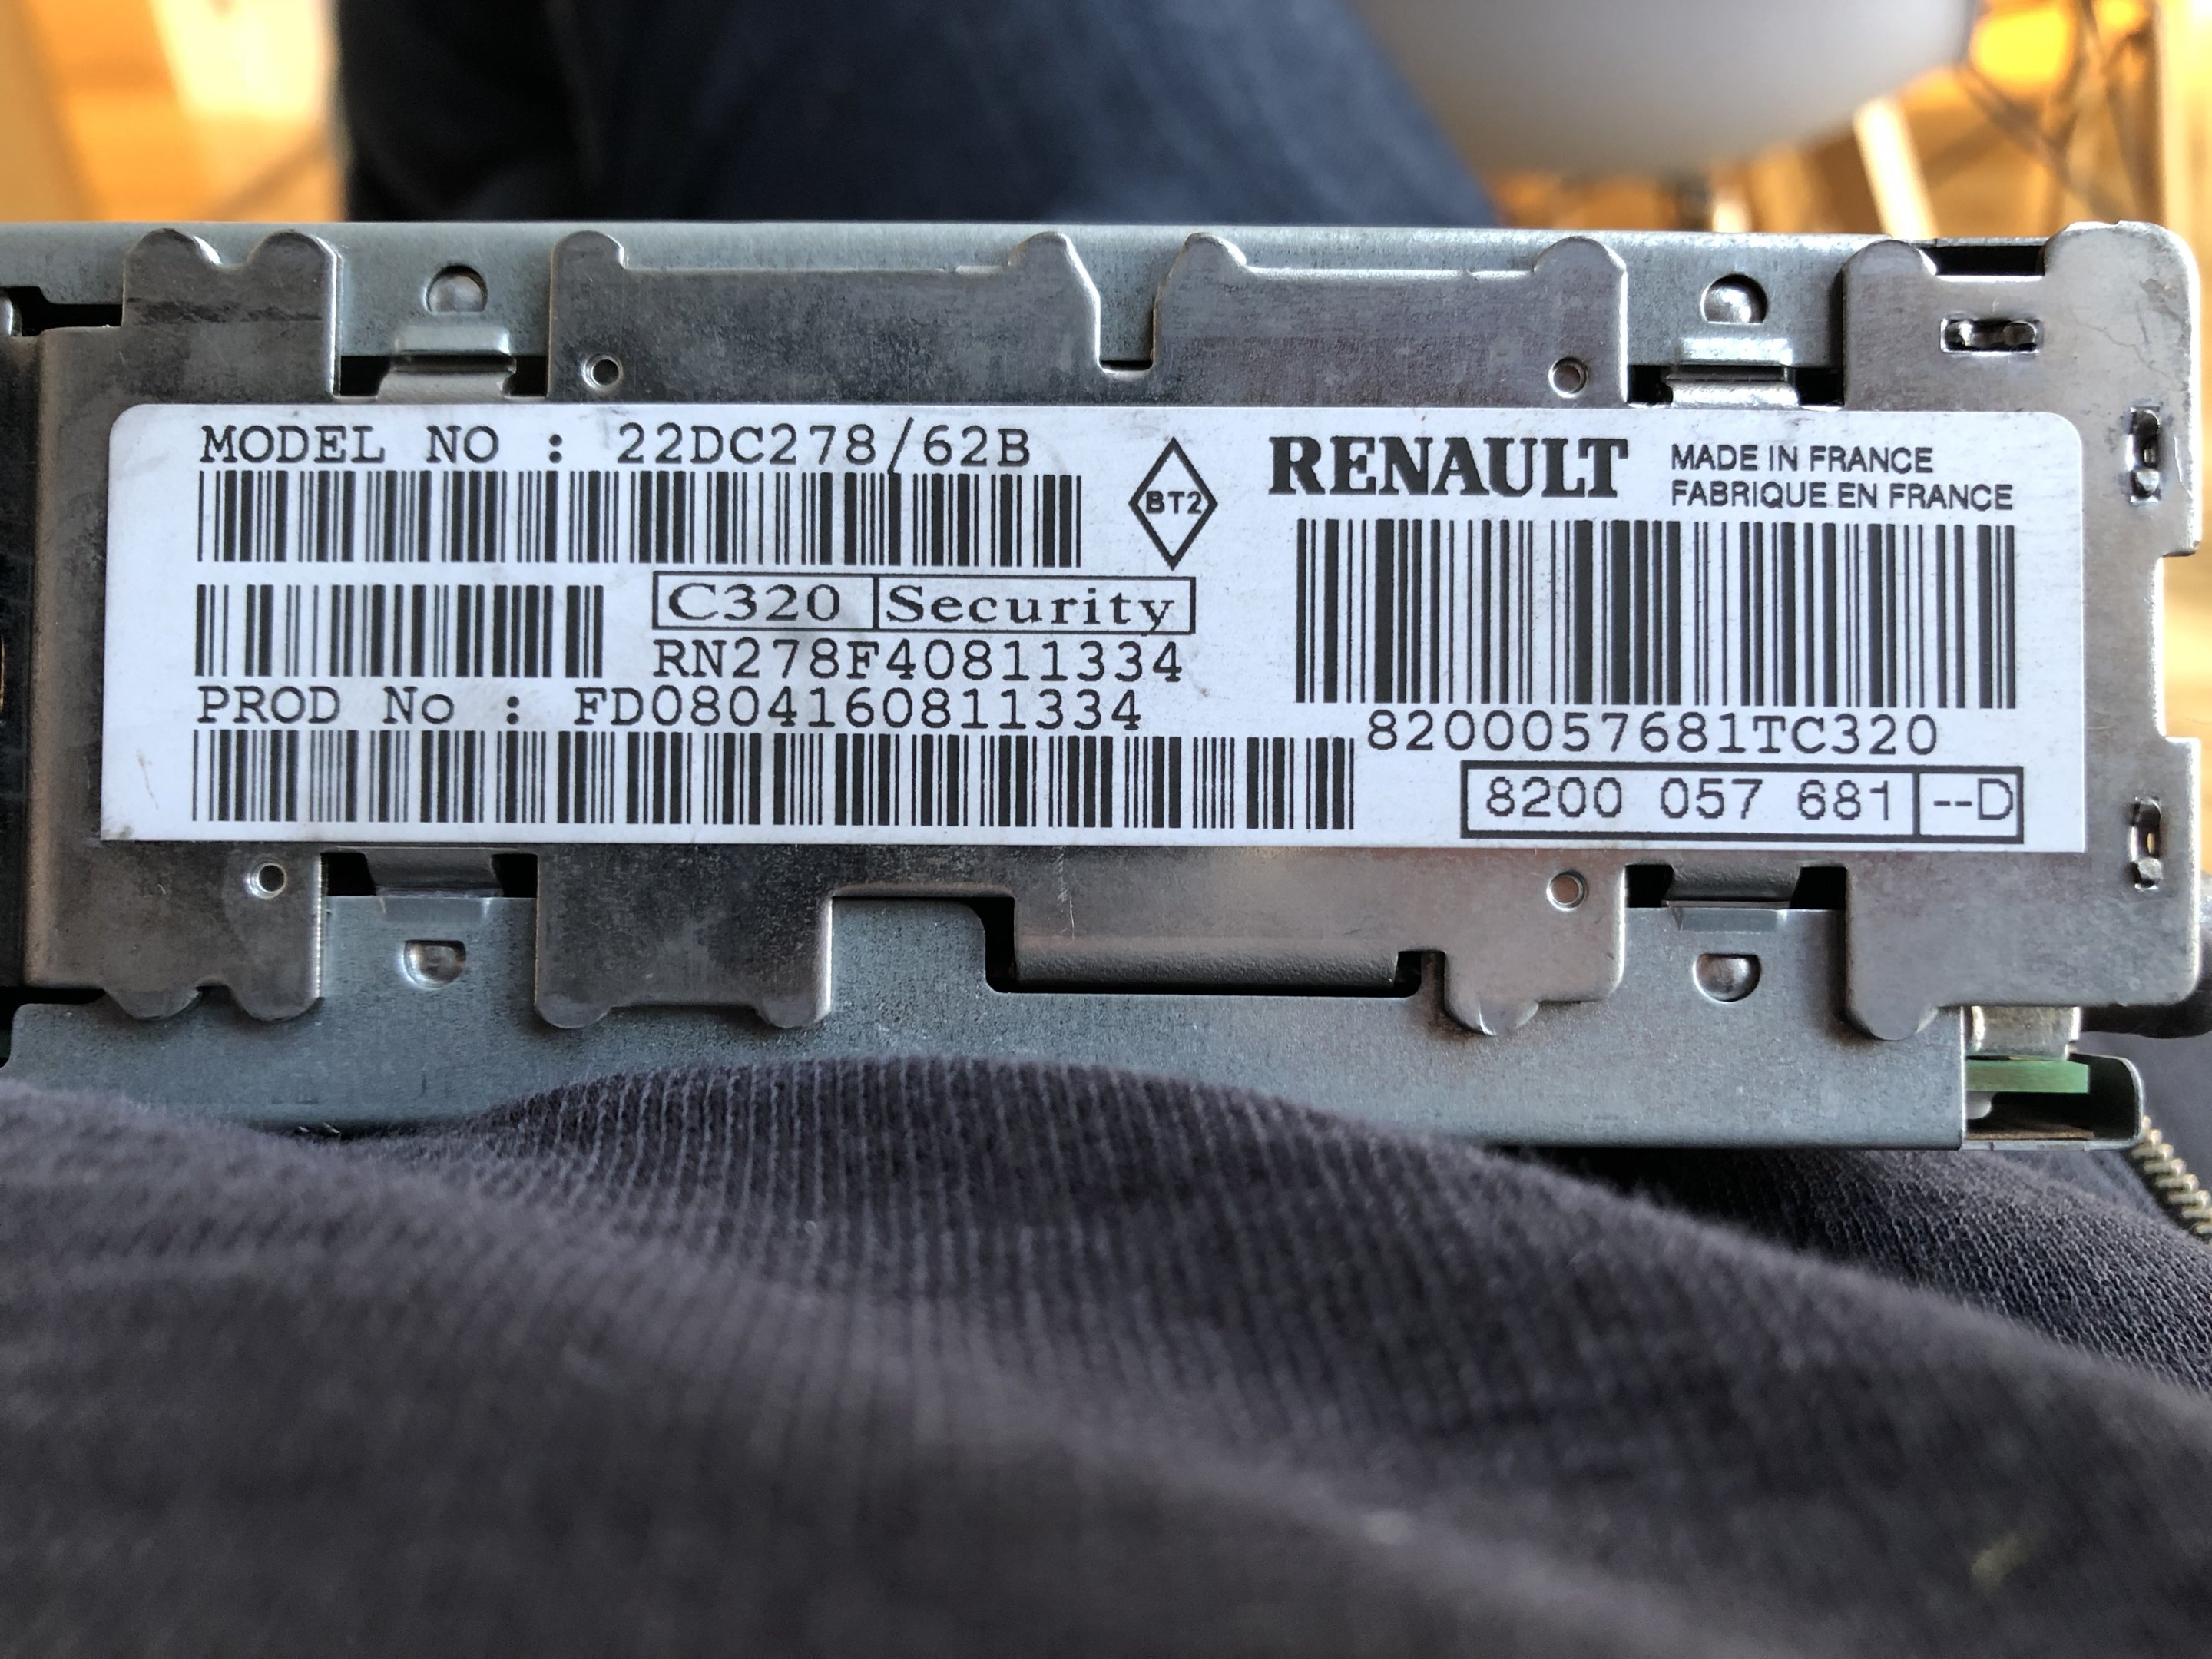 MODEL NO : 22DC278/62B
BT2
RENAULT
MADE IN FRANCE
FABRIQUE EN FRANCE
C320 Security
RN278F40811334
PROD No : FD0804160811334
8200057681TC320
8200 057 681 --D